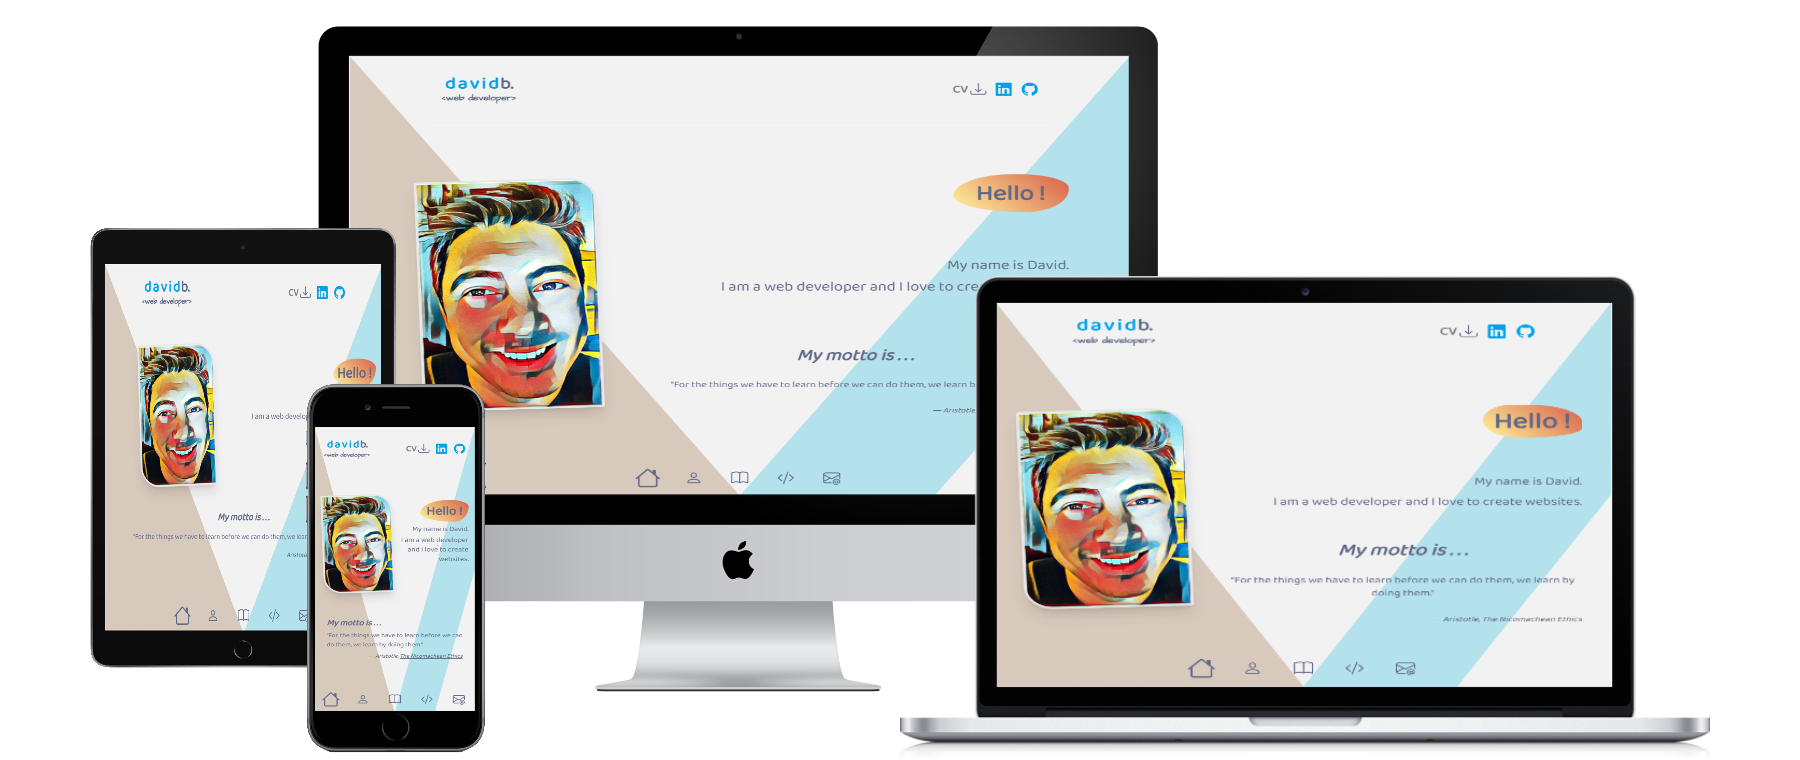 davidb.
<web developer>
CV
Hello !
My name is David.
I am a web developer and I love to cre
My motto is . . .
"For the things we have to learn before we can do them, we learn b
— Aristotle,
davidb.
<web developer>
CV
Hello !
I am a web develop
My motto is . . .
"For the things we have to learn before we can do them, we lear
Aristotle,
davidb.
<web developer>
CV
Hello !
My name is David.
I am a web developer
and I love to create
websites.
My motto is . . .
"For the things we have to learn before we can
do them, we learn by doing them."
Aristotle, The Nicomachean Ethics
davidb.
<web developer>
CV
Hello !
My name is David.
I am a web developer and I love to create websites.
My motto is . . .
"For the things we have to learn before we can do them, we learn by
doing them."
Aristotle, The Nicomachean Ethics